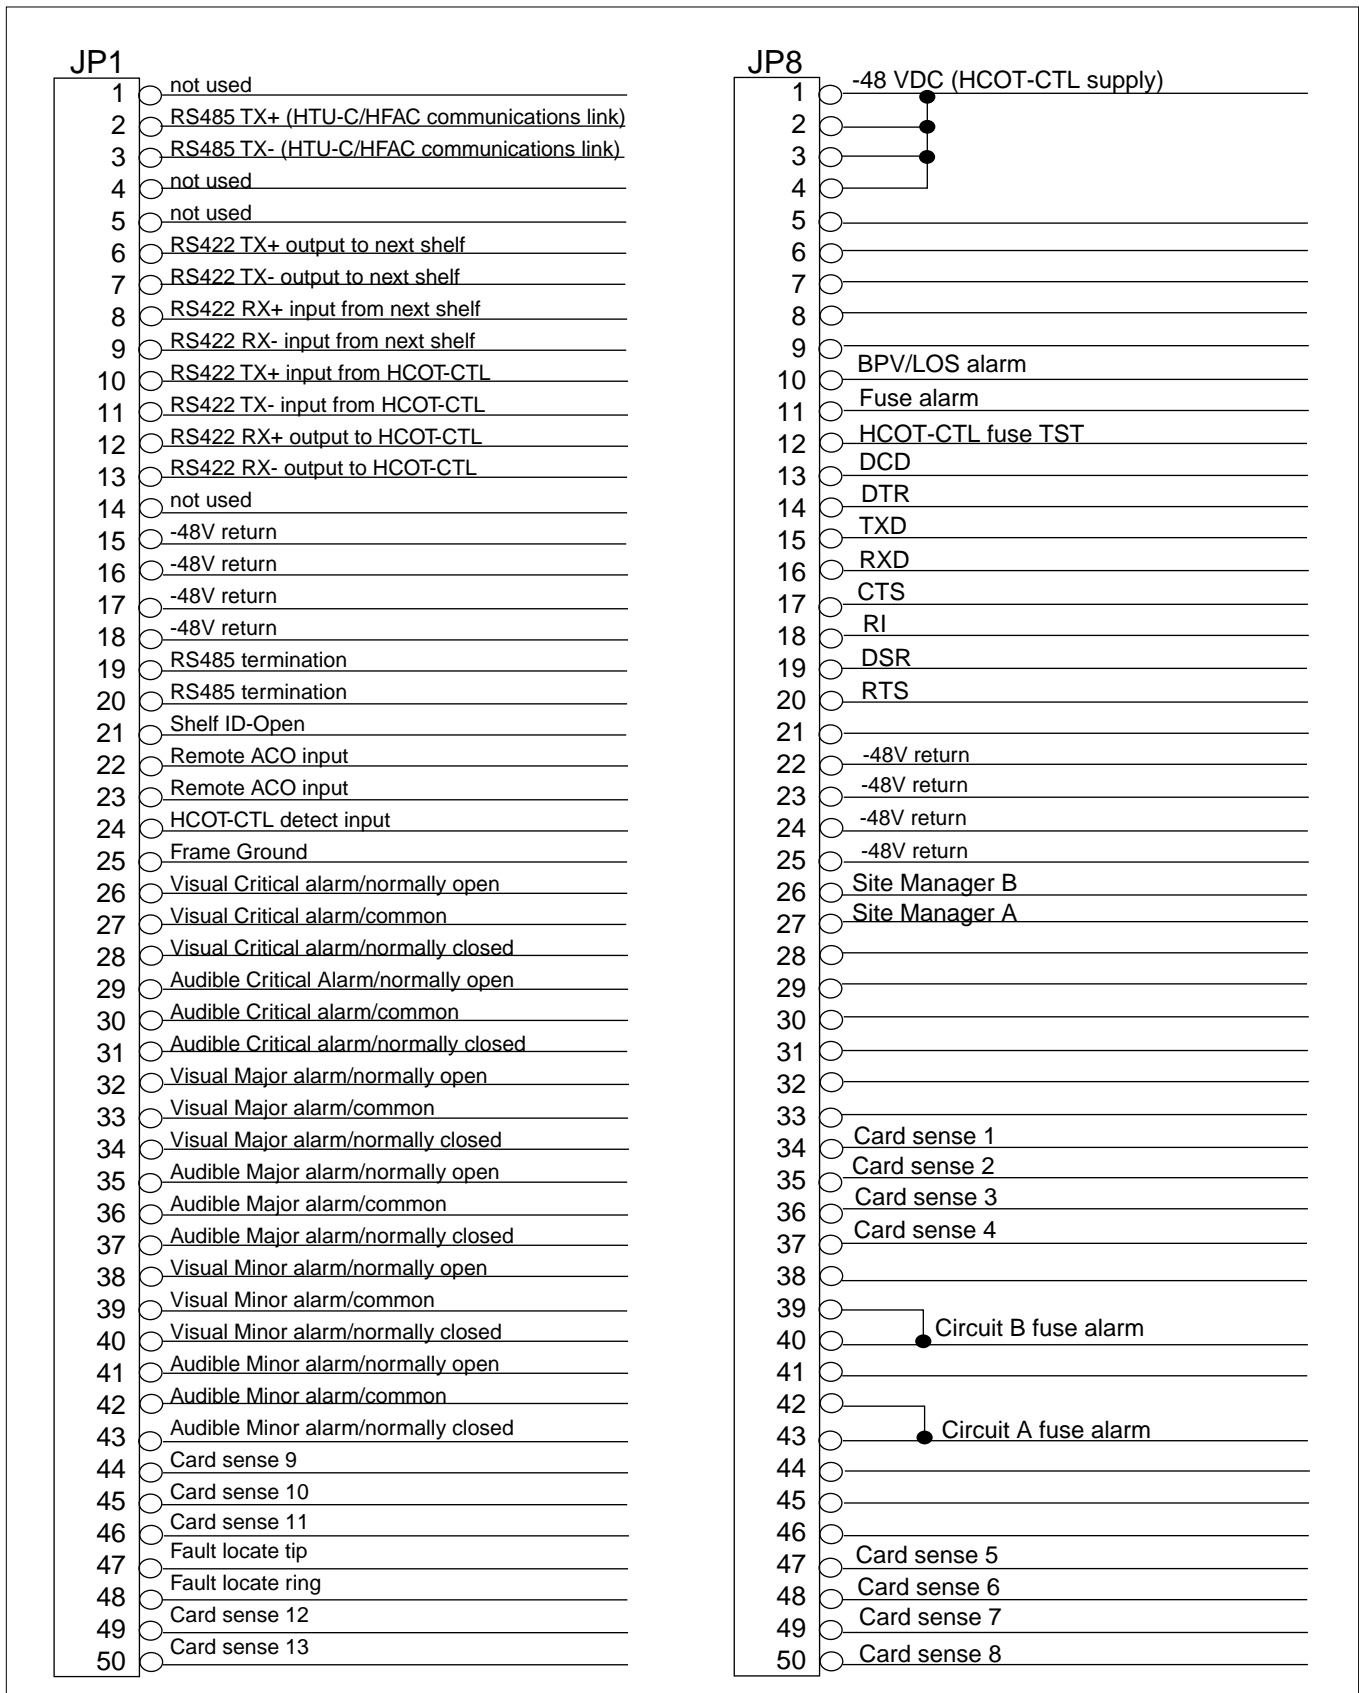 JP1
1 not used
2 RS485 TX+ (HTU-C/HFAC communications link)
3 RS485 TX- (HTU-C/HFAC communications link)
4 not used
5 not used
6 RS422 TX+ output to next shelf
7 RS422 TX- output to next shelf
8 RS422 RX+ input from next shelf
9 RS422 RX- input from next shelf
10 RS422 TX+ input from HCOT-CTL
11 RS422 TX- input from HCOT-CTL
12 RS422 RX+ output to HCOT-CTL
13 RS422 RX- output to HCOT-CTL
14 not used
15 -48V return
16 -48V return
17 -48V return
18 -48V return
19 RS485 termination
20 RS485 termination
21 Shelf ID-Open
22 Remote ACO input
23 Remote ACO input
24 HCOT-CTL detect input
25 Frame Ground
26 Visual Critical alarm/normally open
27 Visual Critical alarm/common
28 Visual Critical alarm/normally closed
29 Audible Critical Alarm/normally open
30 Audible Critical alarm/common
31 Audible Critical alarm/normally closed
32 Visual Major alarm/normally open
33 Visual Major alarm/common
34 Visual Major alarm/normally closed
35 Audible Major alarm/normally open
36 Audible Major alarm/common
37 Audible Major alarm/normally closed
38 Visual Minor alarm/normally open
39 Visual Minor alarm/common
40 Visual Minor alarm/normally closed
41 Audible Minor alarm/normally open
42 Audible Minor alarm/common
43 Audible Minor alarm/normally closed
44 Card sense 9
45 Card sense 10
46 Card sense 11
47 Fault locate tip
48 Fault locate ring
49 Card sense 12
50 Card sense 13
JP8
1 -48 VDC (HCOT-CTL supply)
2
3
4
5
6
7
8
9
10 BPV/LOS alarm
11 Fuse alarm
12 HCOT-CTL fuse TST
13 DCD
14 DTR
15 TXD
16 RXD
17 CTS
18 RI
19 DSR
20 RTS
21
22 -48V return
23 -48V return
24 -48V return
25 -48V return
26 Site Manager B
27 Site Manager A
28
29
30
31
32
33
34 Card sense 1
35 Card sense 2
36 Card sense 3
37 Card sense 4
38
39
40 Circuit B fuse alarm
41
42
43 Circuit A fuse alarm
44
45
46
47 Card sense 5
48 Card sense 6
49 Card sense 7
50 Card sense 8